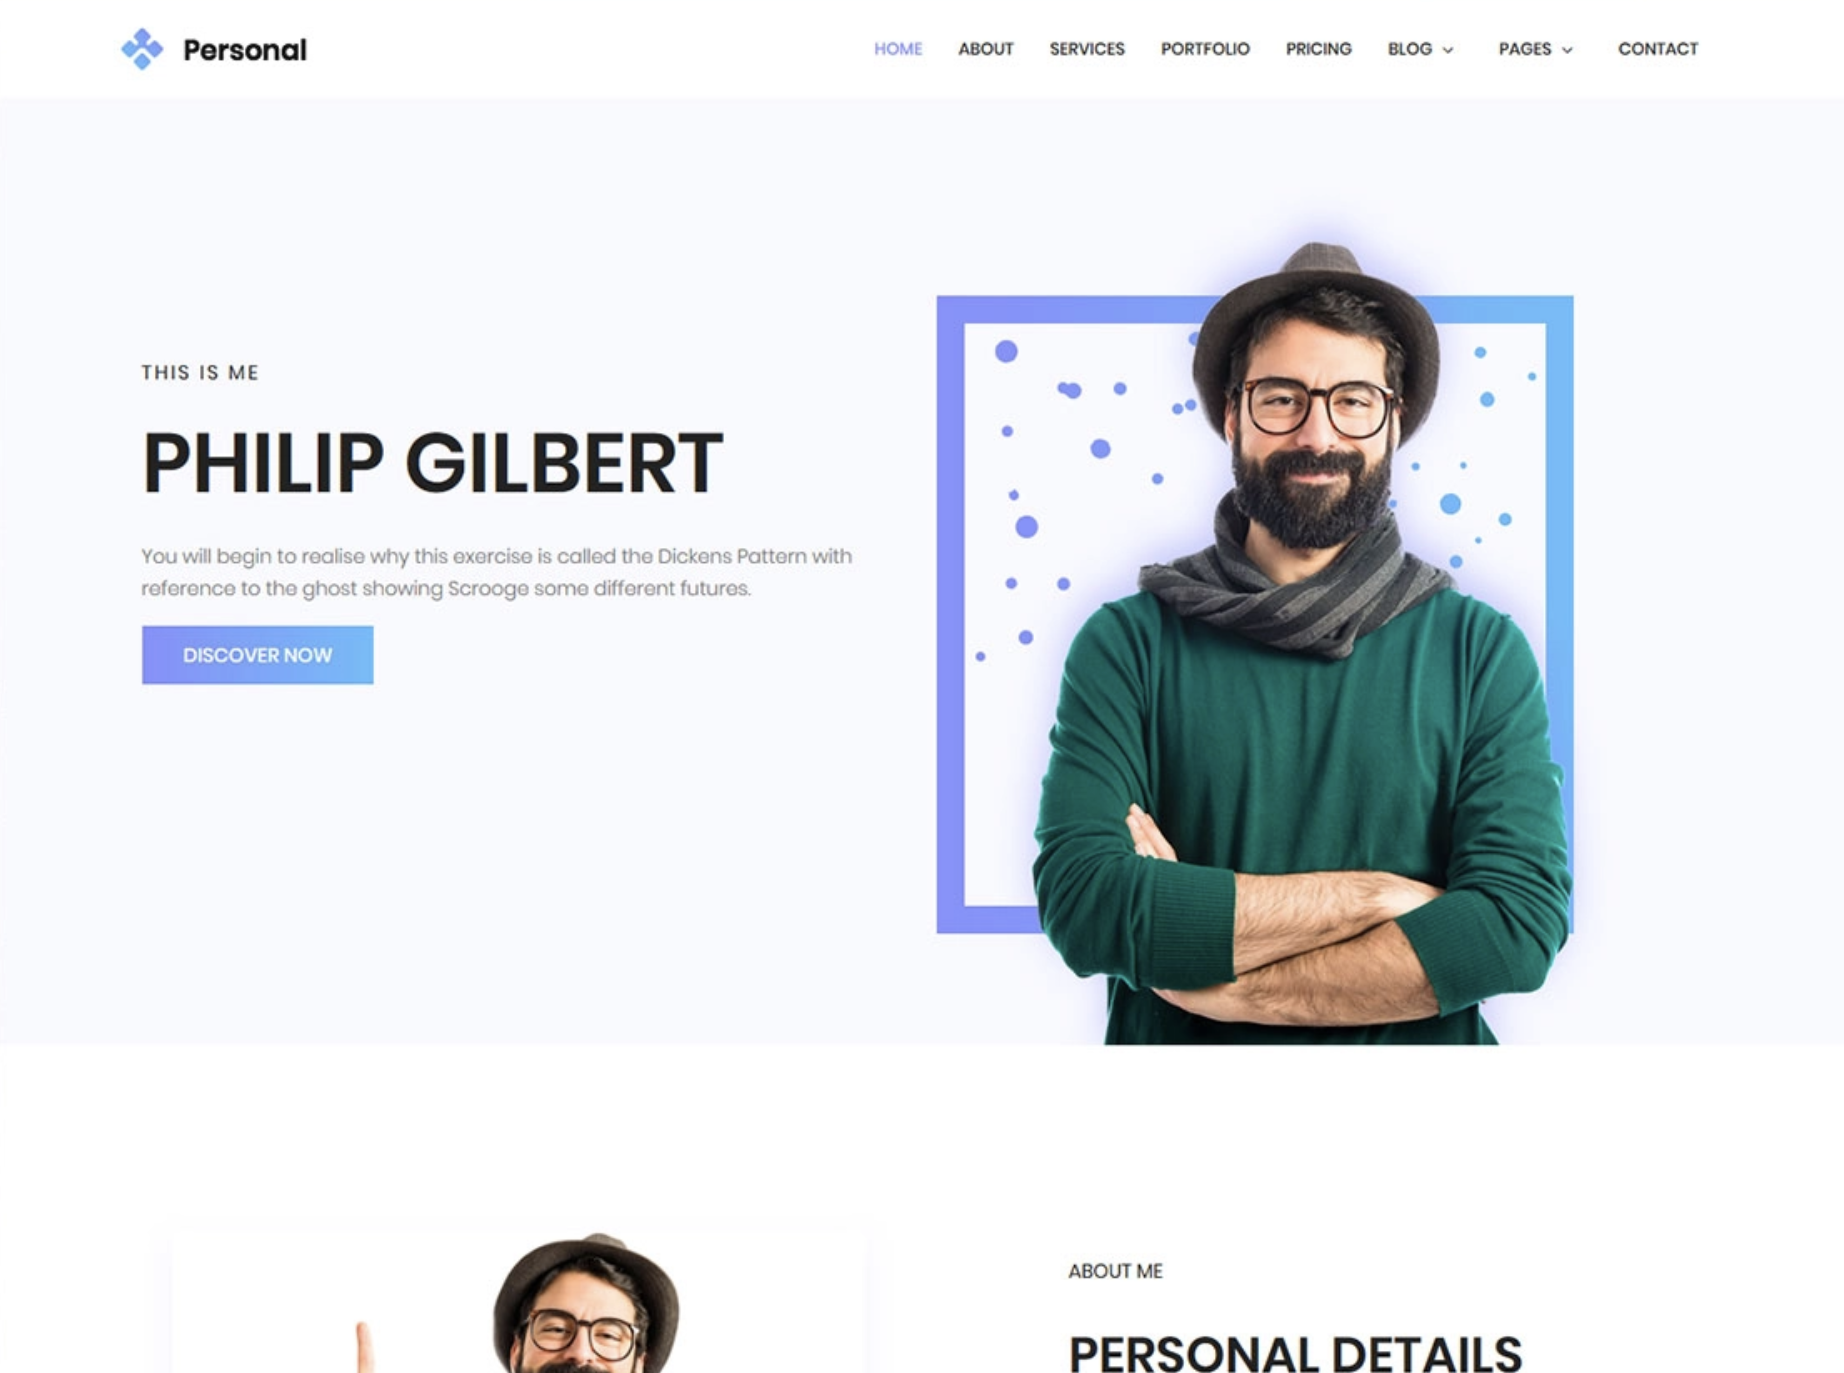 Personal
HOME ABOUT SERVICES PORTFOLIO PRICING BLOG PAGES CONTACT
THIS IS ME
PHILIP GILBERT
You will begin to realise why this exercise is called the Dickens Pattern with
reference to the ghost showing Scrooge some different futures.
DISCOVER NOW
ABOUT ME
PERSONAL DETAILS